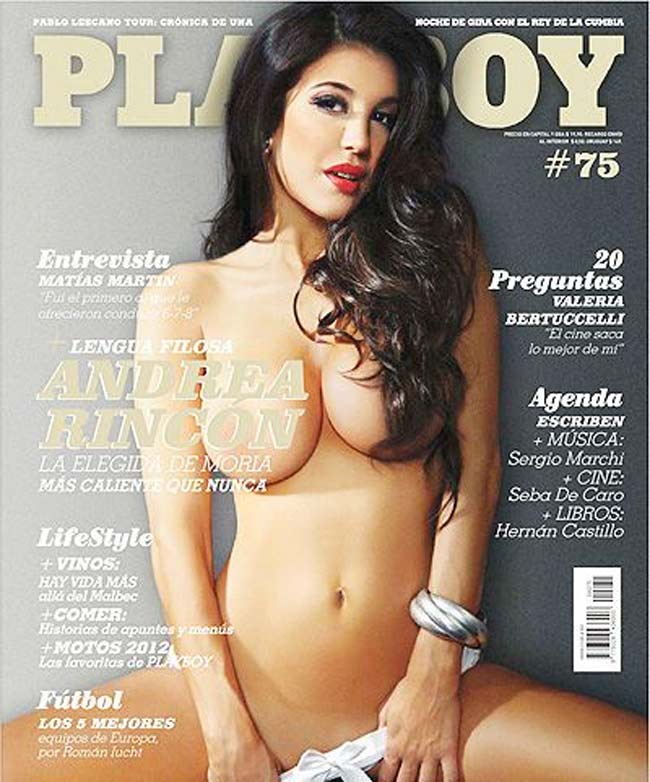 PABLO LESCANO TOUR: CRÓNICA DE UNA NOCHE DE GIRA CON EL REY DE LA CUMBIA
PLAYBOY
#75
Entrevista
MATÍAS MARTIN
"Fui el primero al que le
ofrecieron conducir 6-7-8"
+ LENGUA FILOSA
ANDREA
RINCON
LA ELEGIDA DE MORIA
MÁS CALIENTE QUE NUNCA
LifeStyle
+VINOS:
HAY VIDA MÁS
allá del Malbec
+COMER:
Historias de apuntes y menús
+MOTOS 2012
Las favoritas de PLAYBOY
Fútbol
LOS 5 MEJORES
equipos de Europa,
por Román Iucht
20
Preguntas
VALERIA
BERTUCCELLI
"El cine saca
lo mejor de mí"
Agenda
ESCRIBEN
+ MÚSICA:
Sergio Marchi
+ CINE:
Seba De Caro
+ LIBROS:
Hernán Castillo